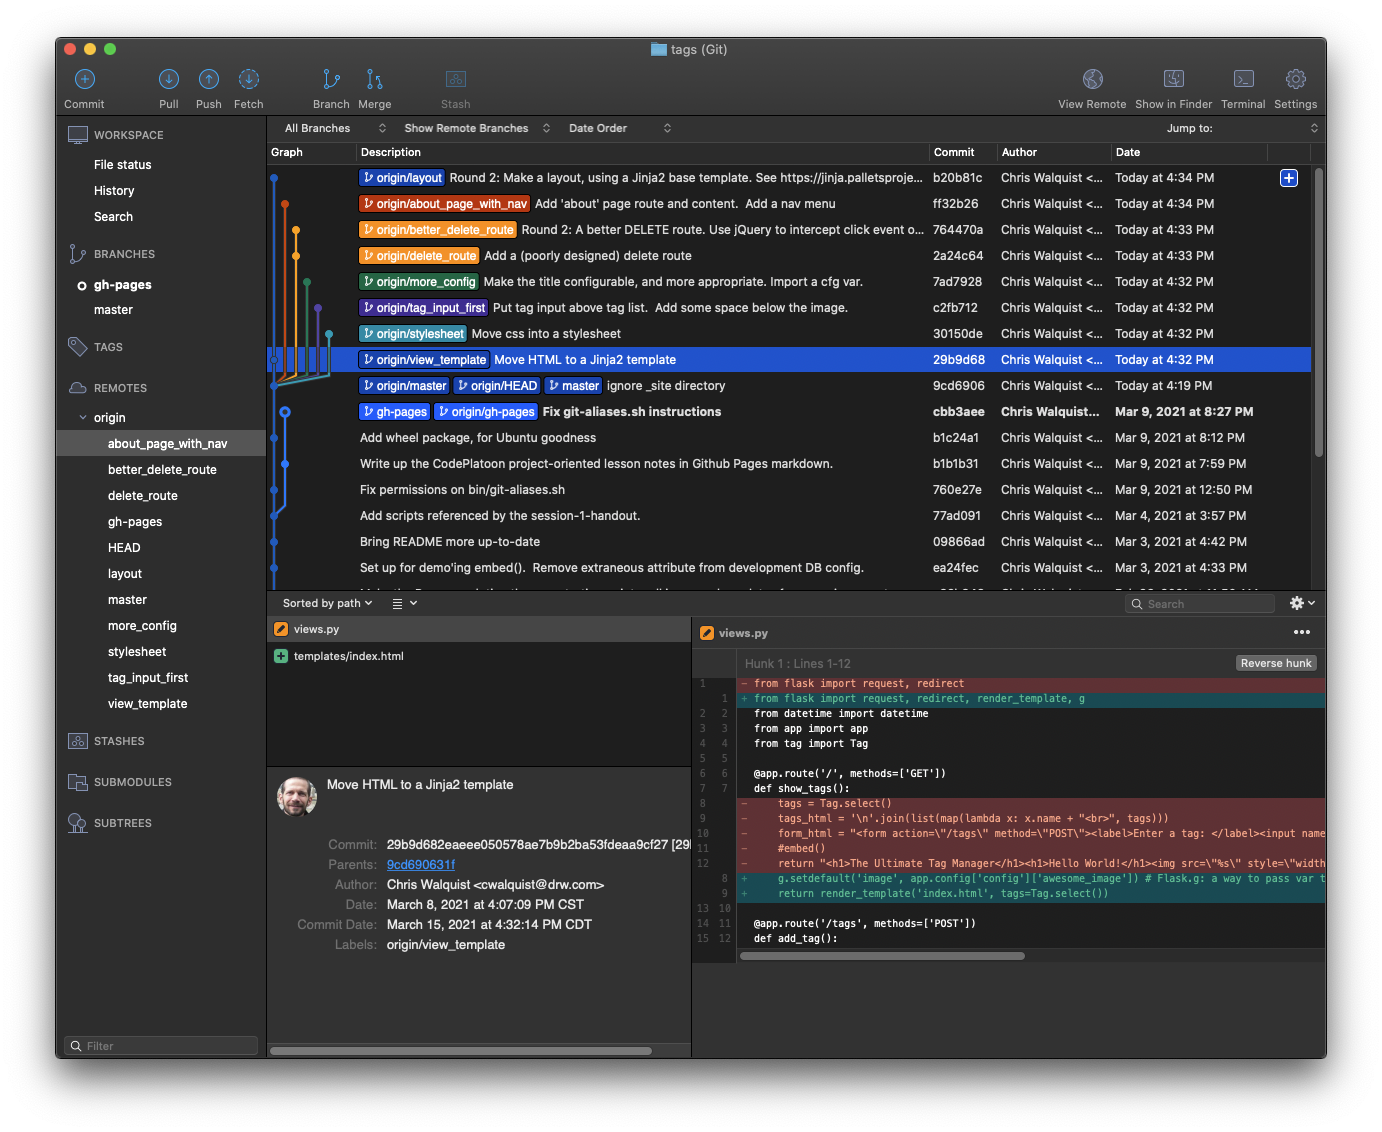 tags (Git)
Commit Pull Push Fetch Branch Merge Stash View Remote Show in Finder Terminal Settings
WORKSPACE
File status
History
Search
BRANCHES
gh-pages
master
TAGS
REMOTES
origin
about_page_with_nav
better_delete_route
delete_route
gh-pages
HEAD
layout
master
more_config
stylesheet
tag_input_first
view_template
STASHES
SUBMODULES
SUBTREES
Filter
All Branches Show Remote Branches Date Order Jump to:
Graph Description Commit Author Date
origin/layout Round 2: Make a layout, using a Jinja2 base template. See https://jinja.palletsproje... b20b81c Chris Walquist <... Today at 4:34 PM
origin/about_page_with_nav Add 'about' page route and content.  Add a nav menu ff32b26 Chris Walquist <... Today at 4:34 PM
origin/better_delete_route Round 2: A better DELETE route. Use jQuery to intercept click event o... 764470a Chris Walquist <... Today at 4:33 PM
origin/delete_route Add a (poorly designed) delete route 2a24c64 Chris Walquist <... Today at 4:33 PM
origin/more_config Make the title configurable, and more appropriate. Import a cfg var. 7ad7928 Chris Walquist <... Today at 4:32 PM
origin/tag_input_first Put tag input above tag list.  Add some space below the image. c2fb712 Chris Walquist <... Today at 4:32 PM
origin/stylesheet Move css into a stylesheet 30150de Chris Walquist <... Today at 4:32 PM
origin/view_template Move HTML to a Jinja2 template 29b9d68 Chris Walquist <... Today at 4:32 PM
origin/master origin/HEAD master ignore _site directory 9cd6906 Chris Walquist <... Today at 4:19 PM
gh-pages origin/gh-pages Fix git-aliases.sh instructions cbb3aee Chris Walquist... Mar 9, 2021 at 8:27 PM
Add wheel package, for Ubuntu goodness b1c24a1 Chris Walquist <... Mar 9, 2021 at 8:12 PM
Write up the CodePlatoon project-oriented lesson notes in Github Pages markdown. b1b1b31 Chris Walquist <... Mar 9, 2021 at 7:59 PM
Fix permissions on bin/git-aliases.sh 760e27e Chris Walquist <... Mar 9, 2021 at 12:50 PM
Add scripts referenced by the session-1-handout. 77ad091 Chris Walquist <... Mar 4, 2021 at 3:57 PM
Bring README more up-to-date 09866ad Chris Walquist <... Mar 3, 2021 at 4:42 PM
Set up for demo'ing embed().  Remove extraneous attribute from development DB config. ea24fec Chris Walquist <... Mar 3, 2021 at 4:33 PM
Sorted by path Search
views.py
templates/index.html
Move HTML to a Jinja2 template
Commit: 29b9d682eaeee050578ae7b9b2ba53fdeaa9cf27 [29
Parents: 9cd690631f
Author: Chris Walquist <cwalquist@drw.com>
Date: March 8, 2021 at 4:07:09 PM CST
Commit Date: March 15, 2021 at 4:32:14 PM CDT
Labels: origin/view_template
views.py
Hunk 1 : Lines 1-12 Reverse hunk
1 - from flask import request, redirect
1 + from flask import request, redirect, render_template, g
2 2 from datetime import datetime
3 3 from app import app
4 4 from tag import Tag
5 5
6 6 @app.route('/', methods=['GET'])
7 7 def show_tags():
8 - tags = Tag.select()
9 - tags_html = '\n'.join(list(map(lambda x: x.name + "<br>", tags)))
10 - form_html = "<form action=\"/tags\" method=\"POST\"><label>Enter a tag: </label><input name
11 - #embed()
12 - return "<h1>The Ultimate Tag Manager</h1><h1>Hello World!</h1><img src=\"%s\" style=\"width
8 + g.setdefault('image', app.config['config']['awesome_image']) # Flask.g: a way to pass var t
9 + return render_template('index.html', tags=Tag.select())
13 10
14 11 @app.route('/tags', methods=['POST'])
15 12 def add_tag():